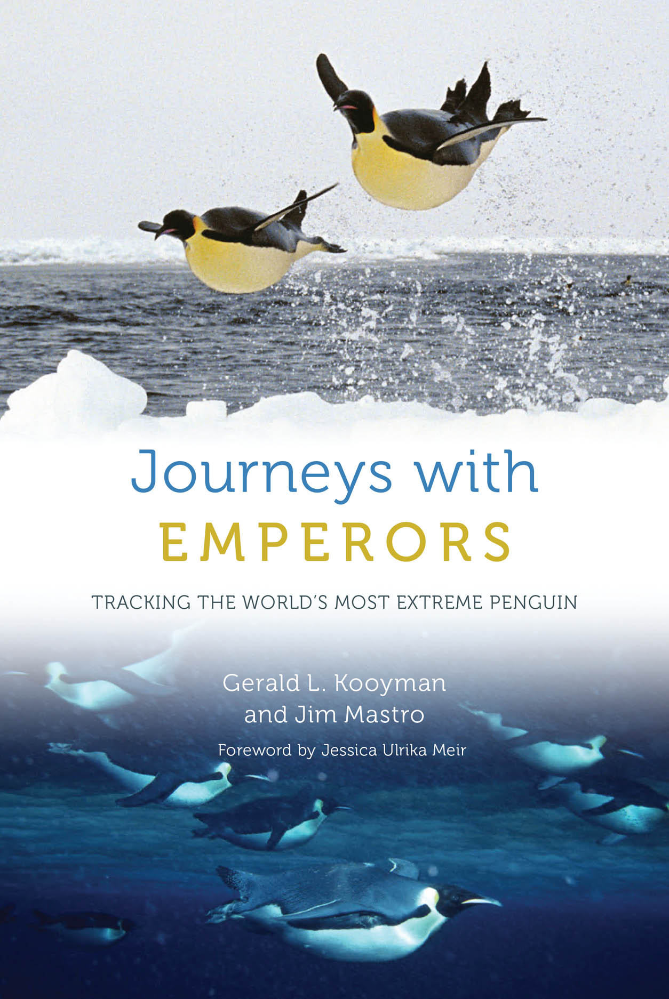 Journeys with
EMPERORS
TRACKING THE WORLD'S MOST EXTREME PENGUIN
Gerald L. Kooyman
and Jim Mastro
Foreword by Jessica Ulrika Meir